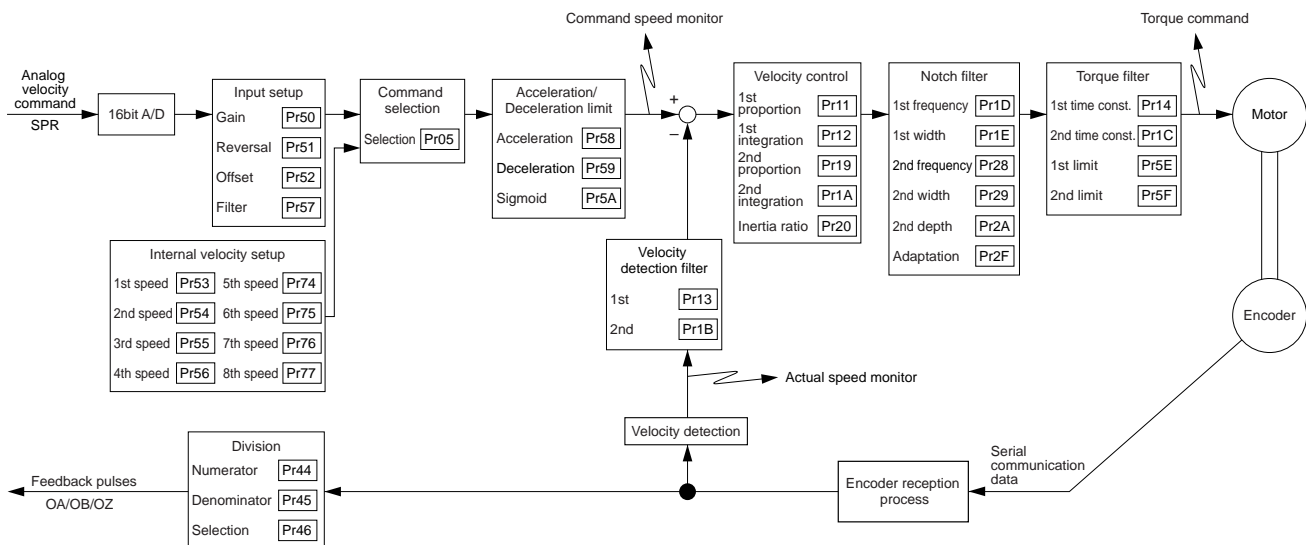 Command speed monitor
Torque command
Analog
velocity
command
SPR
16bit A/D
Input setup
Gain Pr50
Reversal Pr51
Offset Pr52
Filter Pr57
Command
selection
Selection Pr05
Acceleration/
Deceleration limit
Acceleration Pr58
Deceleration Pr59
Sigmoid Pr5A
+
−
Velocity control
1st
proportion Pr11
1st
integration Pr12
2nd
proportion Pr19
2nd
integration Pr1A
Inertia ratio Pr20
Notch filter
1st frequency Pr1D
1st width Pr1E
2nd frequency Pr28
2nd width Pr29
2nd depth Pr2A
Adaptation Pr2F
Torque filter
1st time const. Pr14
2nd time const. Pr1C
1st limit Pr5E
2nd limit Pr5F
Motor
Internal velocity setup
1st speed Pr53 5th speed Pr74
2nd speed Pr54 6th speed Pr75
3rd speed Pr55 7th speed Pr76
4th speed Pr56 8th speed Pr77
Velocity
detection filter
1st Pr13
2nd Pr1B
Encoder
Actual speed monitor
Velocity detection
Division
Numerator Pr44
Denominator Pr45
Selection Pr46
Feedback pulses
OA/OB/OZ
Encoder reception
process
Serial
communication
data